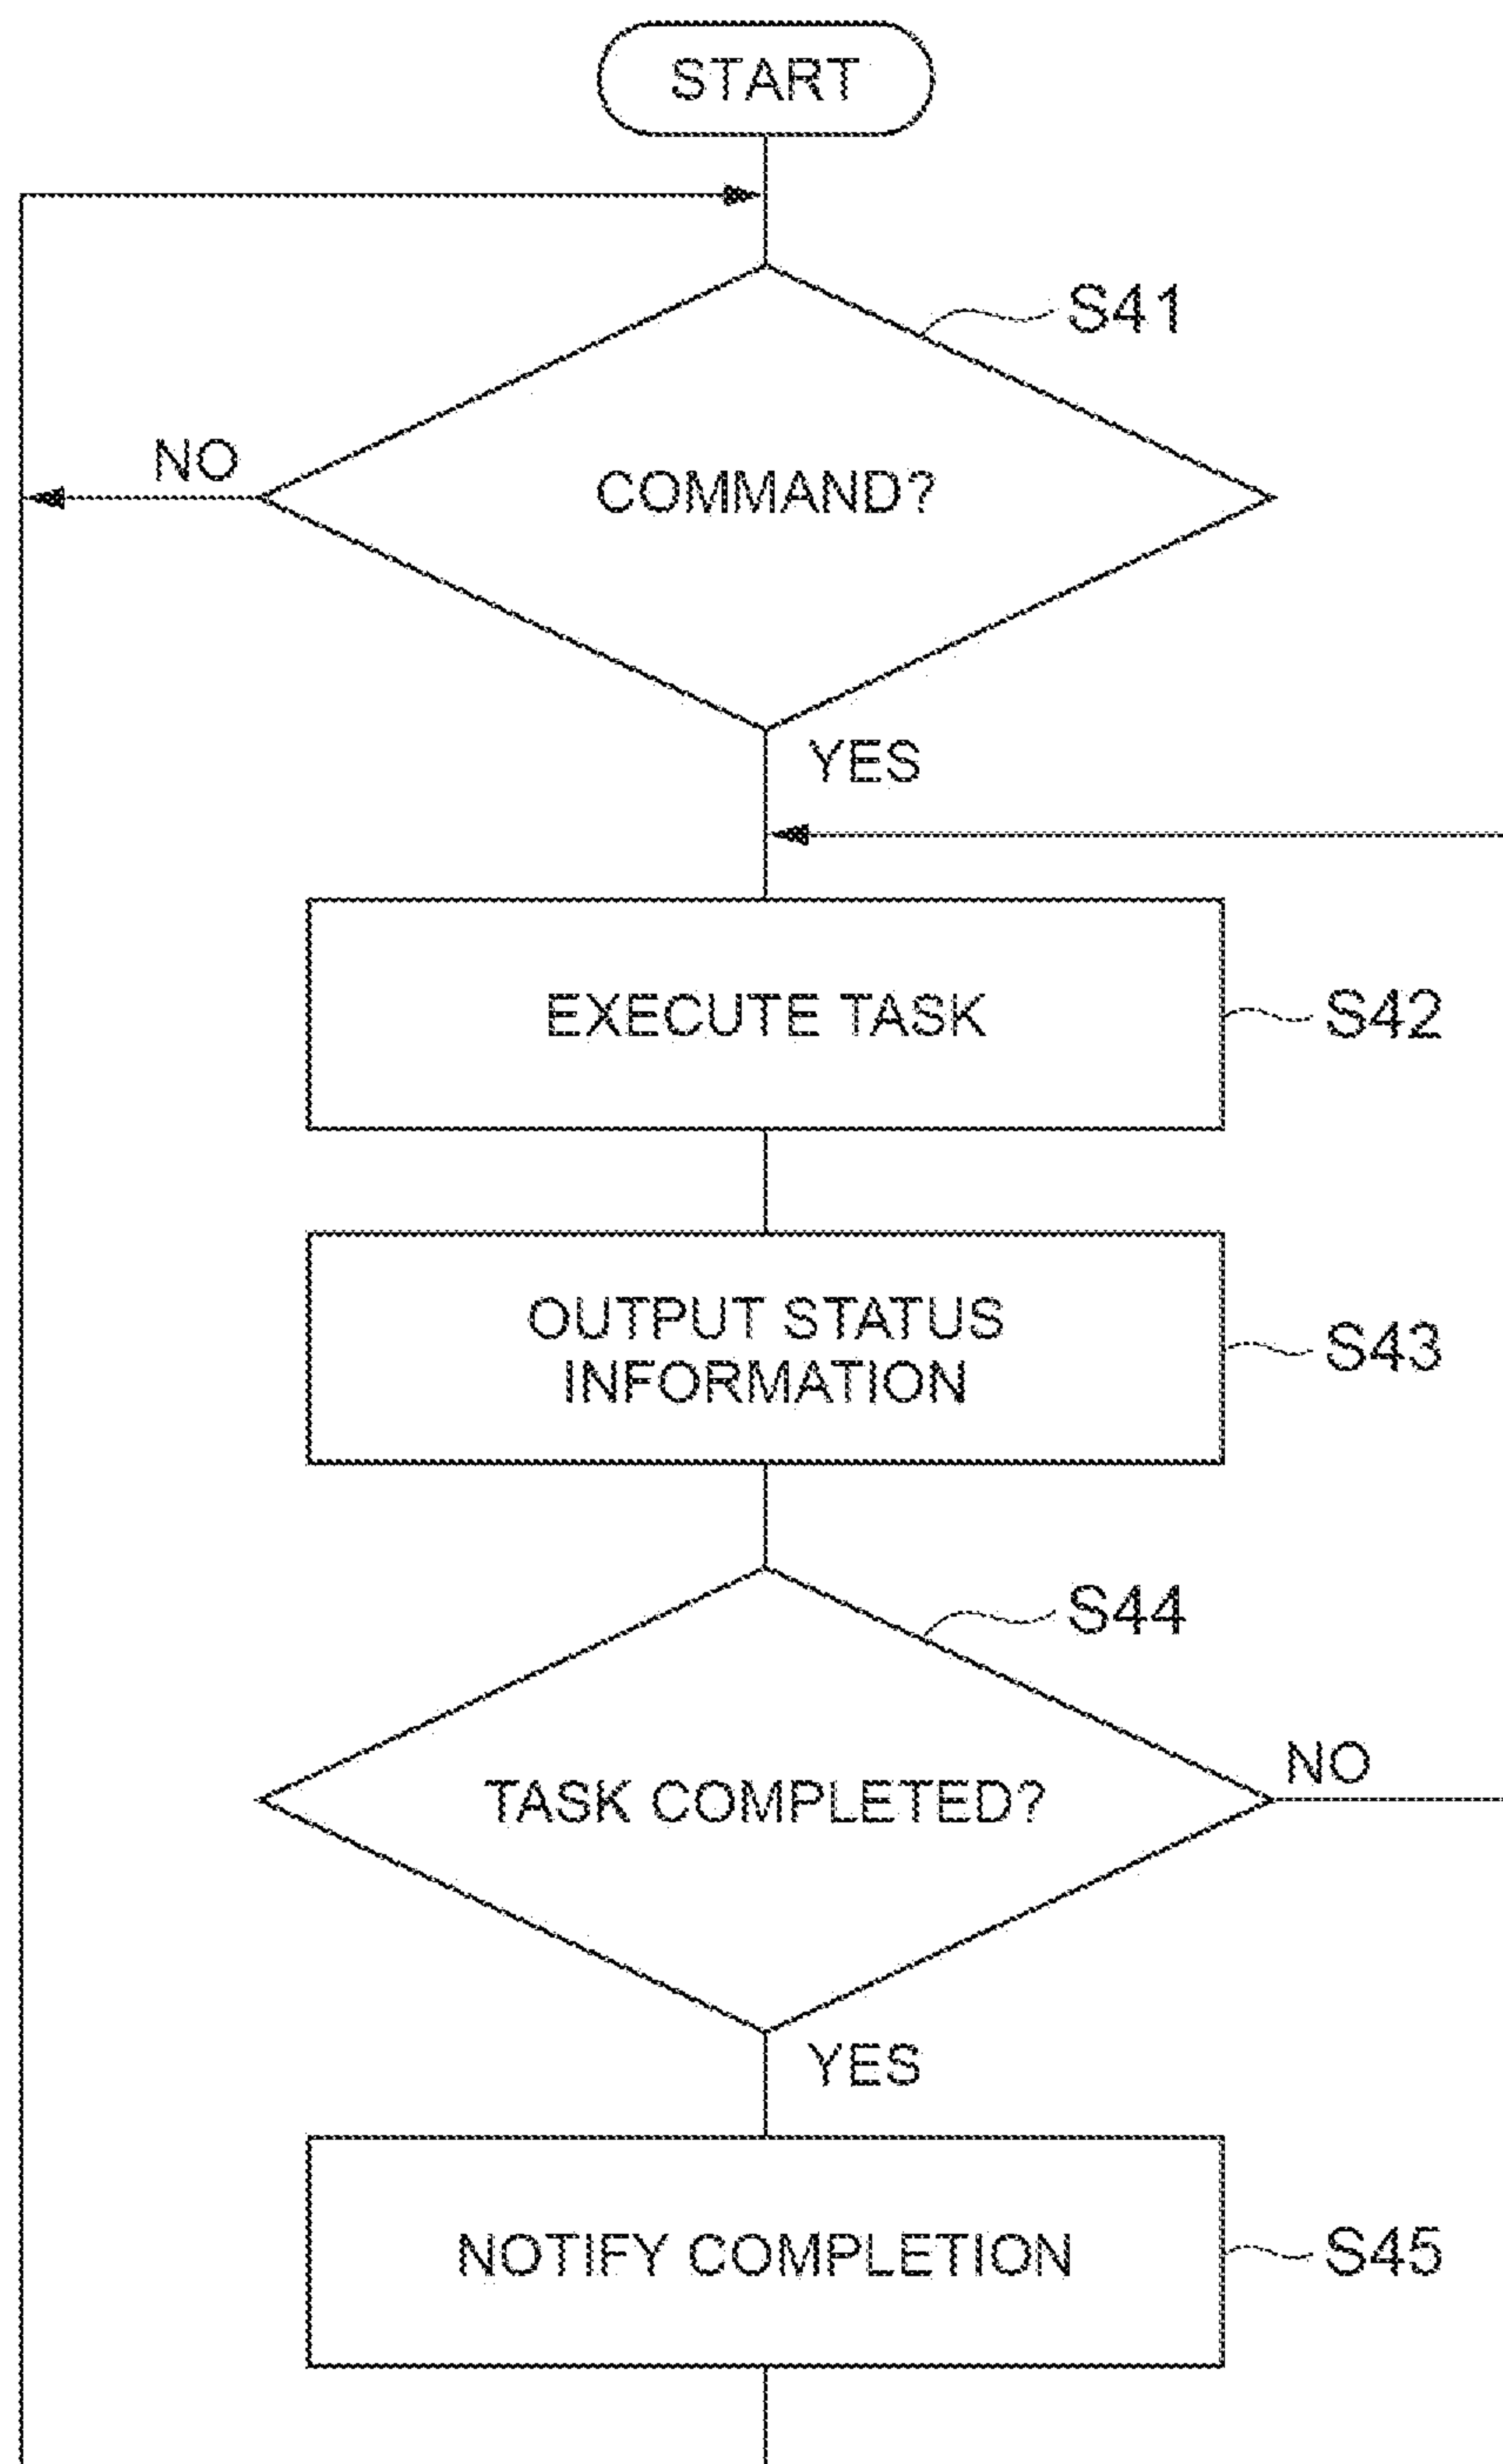 START
S41
NO
COMMAND?
YES
EXECUTE TASK
S42
OUTPUT STATUS
INFORMATION
S43
S44
NO
TASK COMPLETED?
YES
NOTIFY COMPLETION
S45